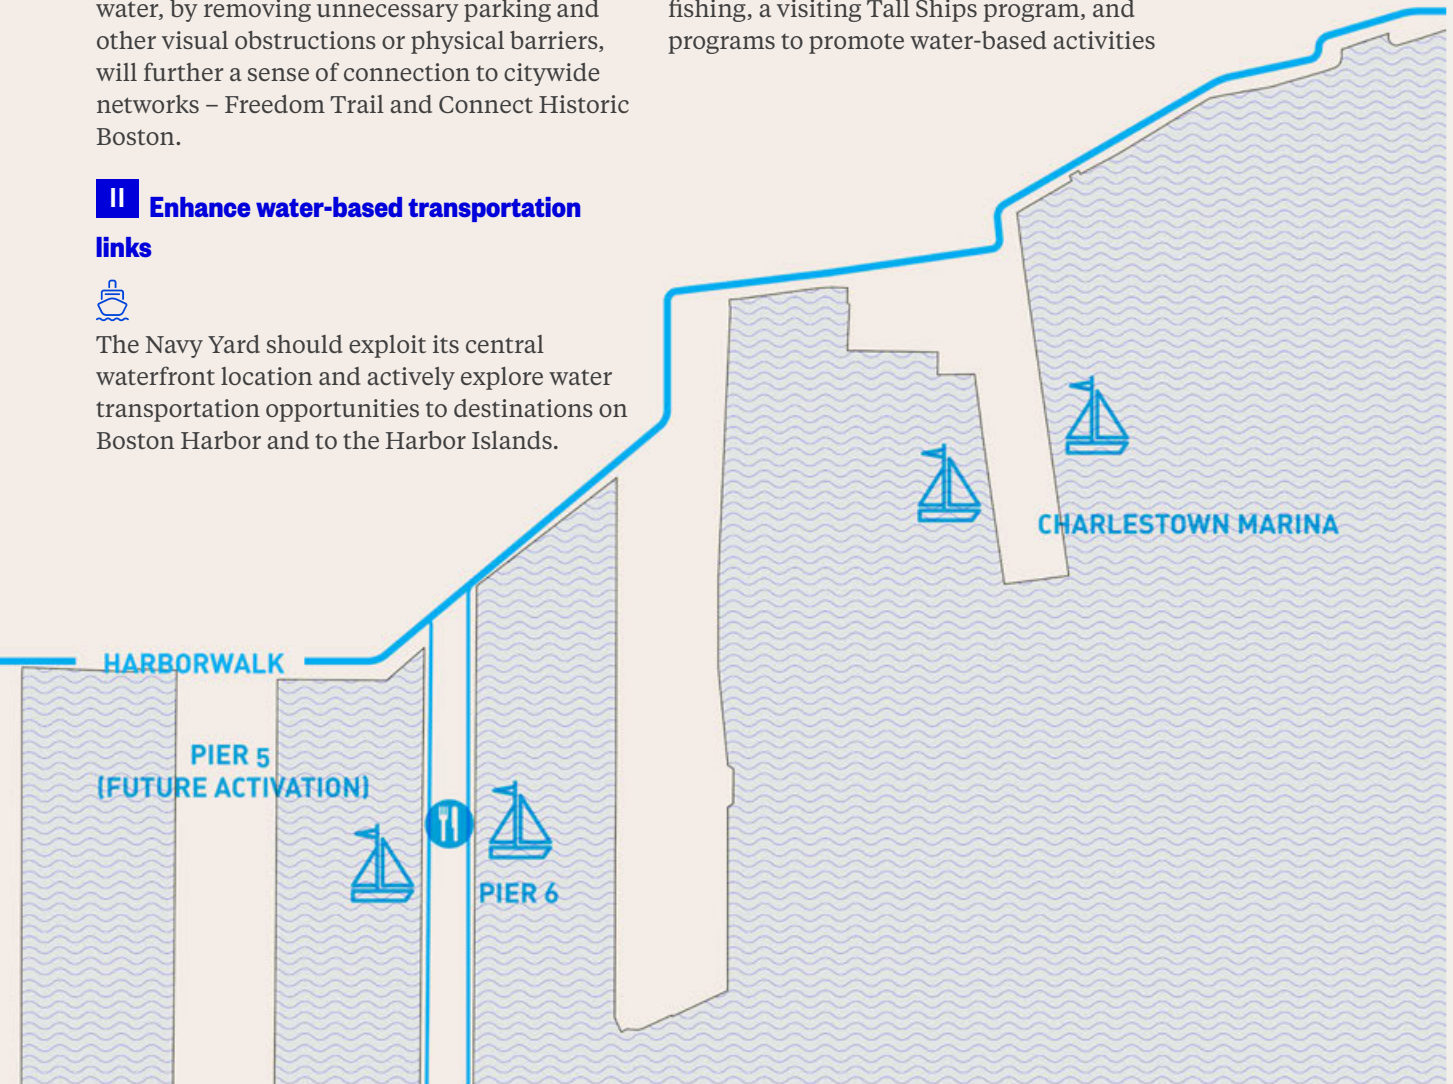 water, by removing unnecessary parking and
other visual obstructions or physical barriers,
will further a sense of connection to citywide
networks – Freedom Trail and Connect Historic
Boston.
II Enhance water-based transportation
links
The Navy Yard should exploit its central
waterfront location and actively explore water
transportation opportunities to destinations on
Boston Harbor and to the Harbor Islands.
fishing, a visiting Tall Ships program, and
programs to promote water-based activities
CHARLESTOWN MARINA
HARBORWALK
PIER 5
(FUTURE ACTIVATION)
PIER 6